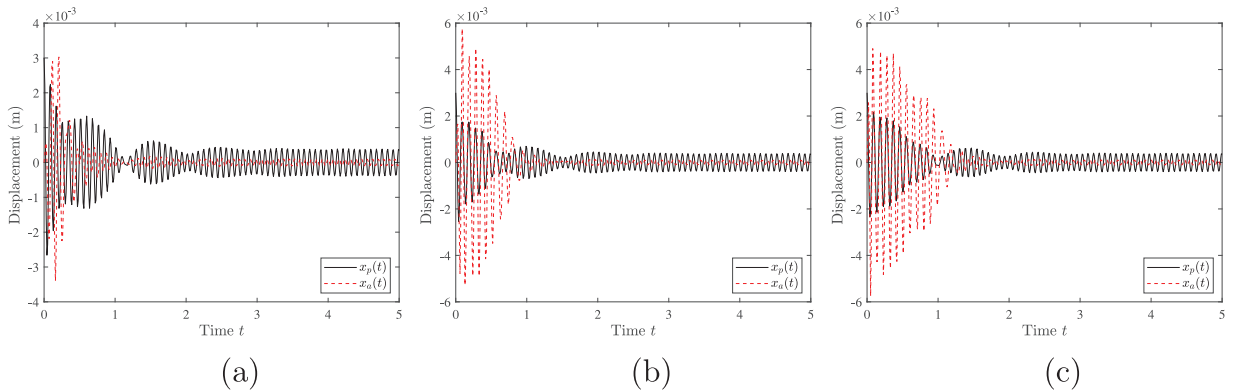 ×10⁻³
4
3
2
1
0
-1
-2
-3
-4
Displacement (m)
0 1 2 3 4 5
Time t
x_p(t)
x_a(t)
(a)
×10⁻³
6
4
2
0
-2
-4
-6
Displacement (m)
0 1 2 3 4 5
Time t
x_p(t)
x_a(t)
(b)
×10⁻³
6
4
2
0
-2
-4
-6
Displacement (m)
0 1 2 3 4 5
Time t
x_p(t)
x_a(t)
(c)